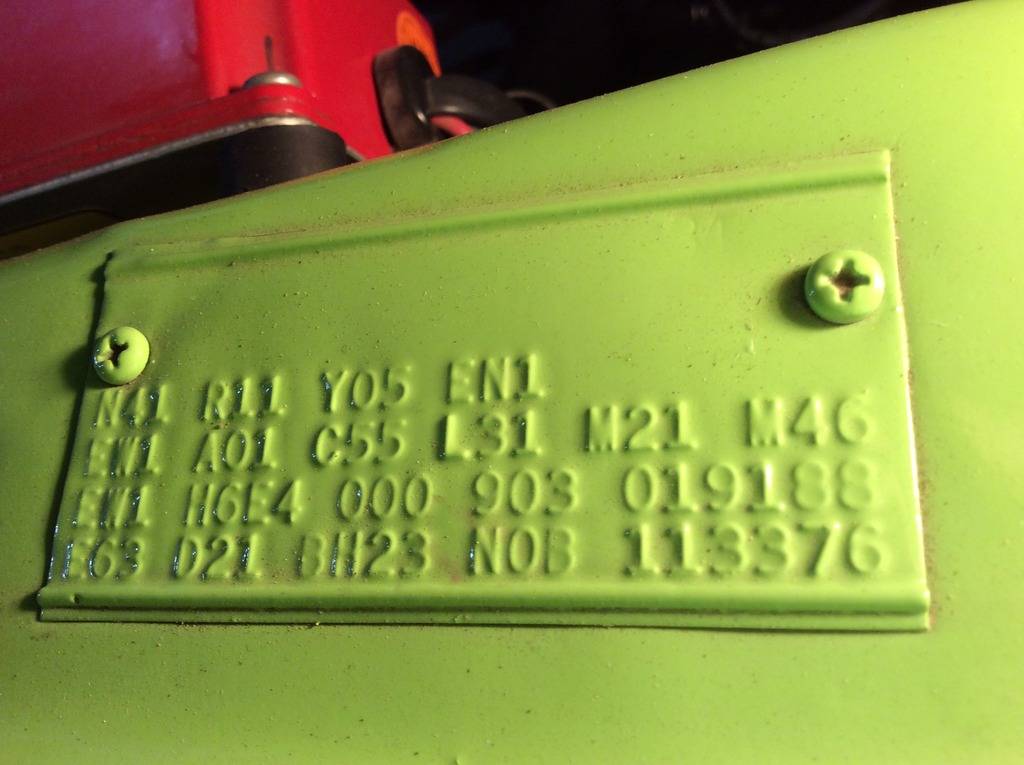 N41 R11 Y05 EN1
EW1 A01 C55 L31 M21 M46
EW1 H6E4 000 903 019188
E63 D21 BH23 NOB 113376